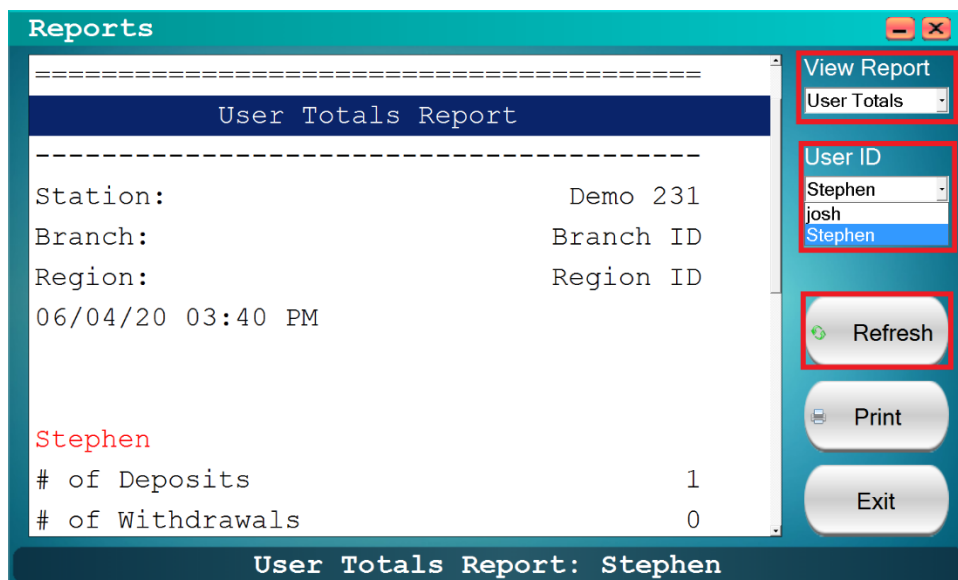 Reports
=========================================
User Totals Report
-----------------------------------------
Station: Demo 231
Branch: Branch ID
Region: Region ID
06/04/20 03:40 PM
Stephen
# of Deposits 1
# of Withdrawals 0
View Report
User Totals
User ID
Stephen
josh
Stephen
Refresh
Print
Exit
User Totals Report: Stephen